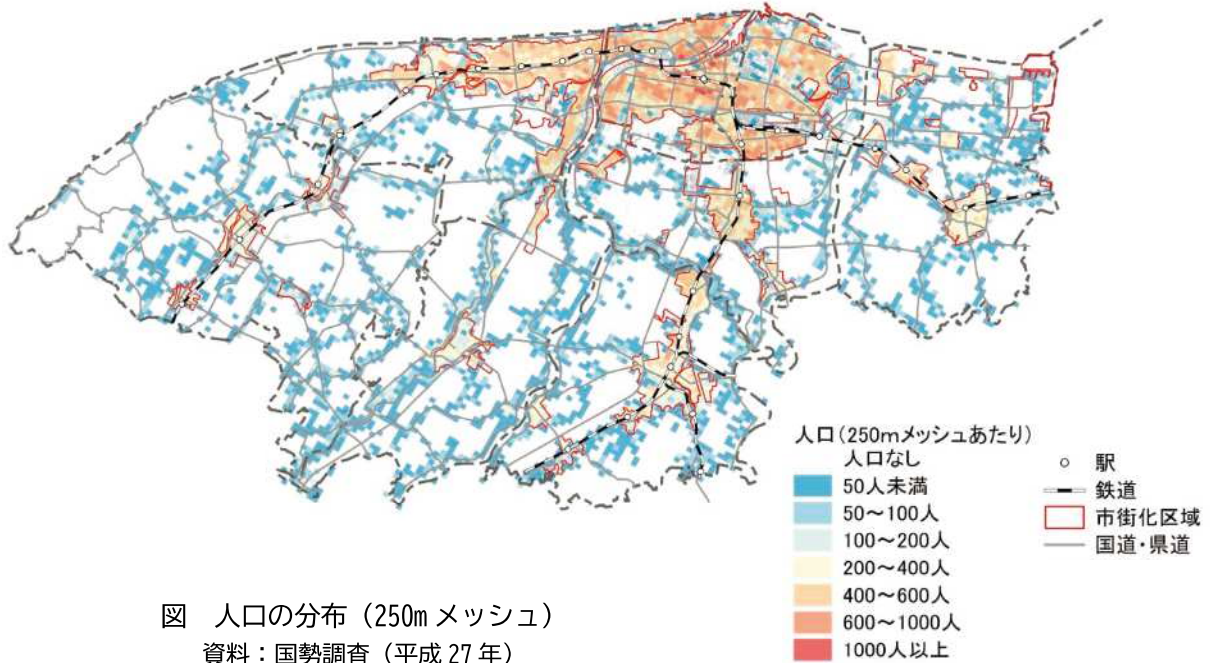 人口(250mメッシュあたり)
人口なし
50人未満
50～100人
100～200人
200～400人
400～600人
600～1000人
1000人以上
駅
鉄道
市街化区域
国道・県道
図 人口の分布（250m メッシュ）
資料：国勢調査（平成 27 年）